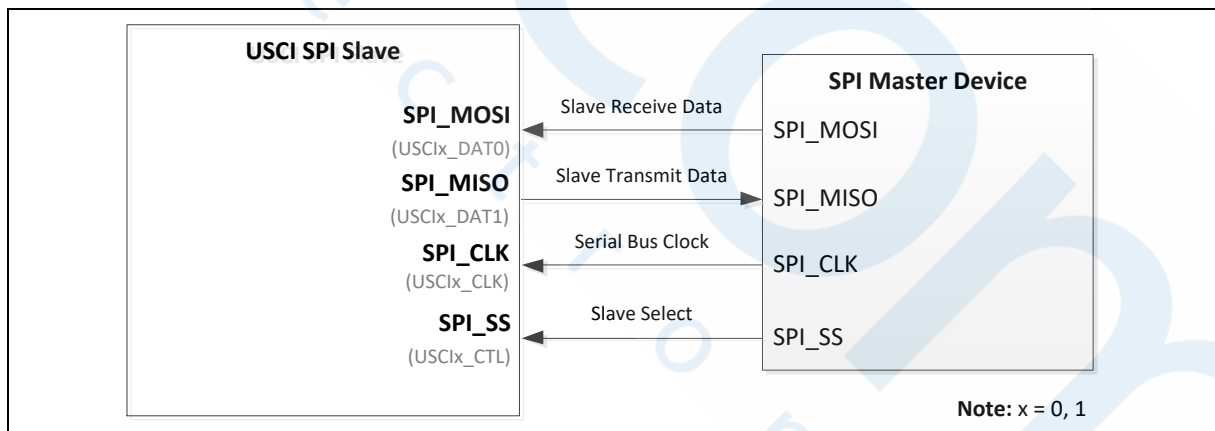 USCI SPI Slave
SPI Master Device
SPI_MOSI
(USCIx_DAT0)
Slave Receive Data
SPI_MOSI
SPI_MISO
(USCIx_DAT1)
Slave Transmit Data
SPI_MISO
SPI_CLK
(USCIx_CLK)
Serial Bus Clock
SPI_CLK
SPI_SS
(USCIx_CTL)
Slave Select
SPI_SS
Note: x = 0, 1